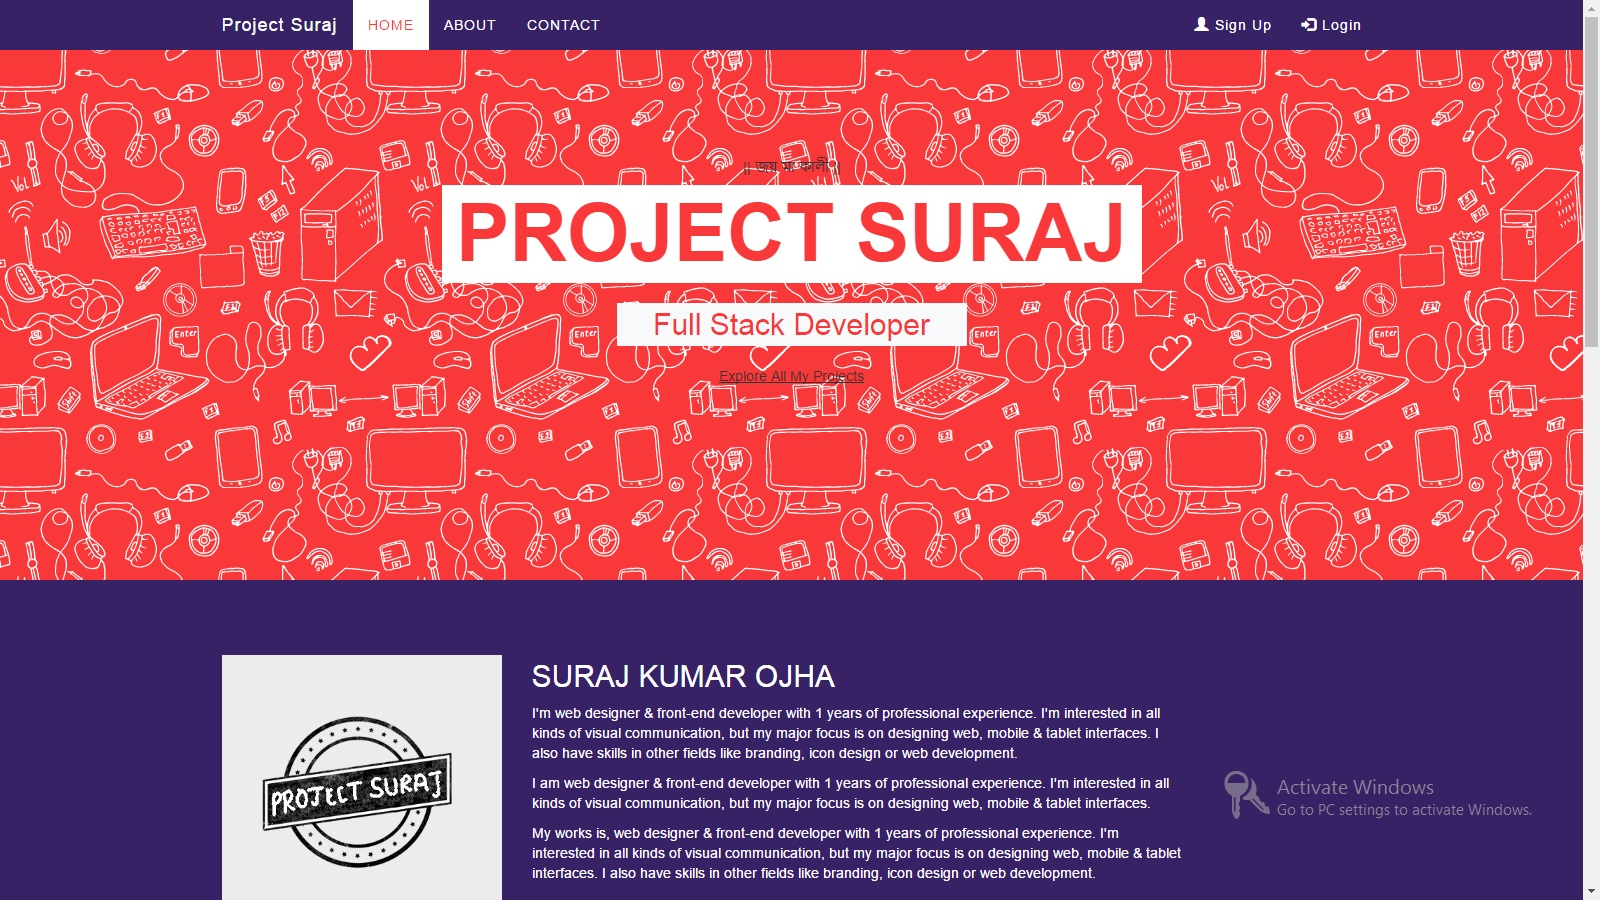 Project Suraj HOME ABOUT CONTACT Sign Up Login
|| জয় মা কালী ||
PROJECT SURAJ
Full Stack Developer
Explore All My Projects
SURAJ KUMAR OJHA
I'm web designer & front-end developer with 1 years of professional experience. I'm interested in all
kinds of visual communication, but my major focus is on designing web, mobile & tablet interfaces. I
also have skills in other fields like branding, icon design or web development.
I am web designer & front-end developer with 1 years of professional experience. I'm interested in all
kinds of visual communication, but my major focus is on designing web, mobile & tablet interfaces.
My works is, web designer & front-end developer with 1 years of professional experience. I'm
interested in all kinds of visual communication, but my major focus is on designing web, mobile & tablet
interfaces. I also have skills in other fields like branding, icon design or web development.
PROJECT SURAJ
Activate Windows
Go to PC settings to activate Windows.